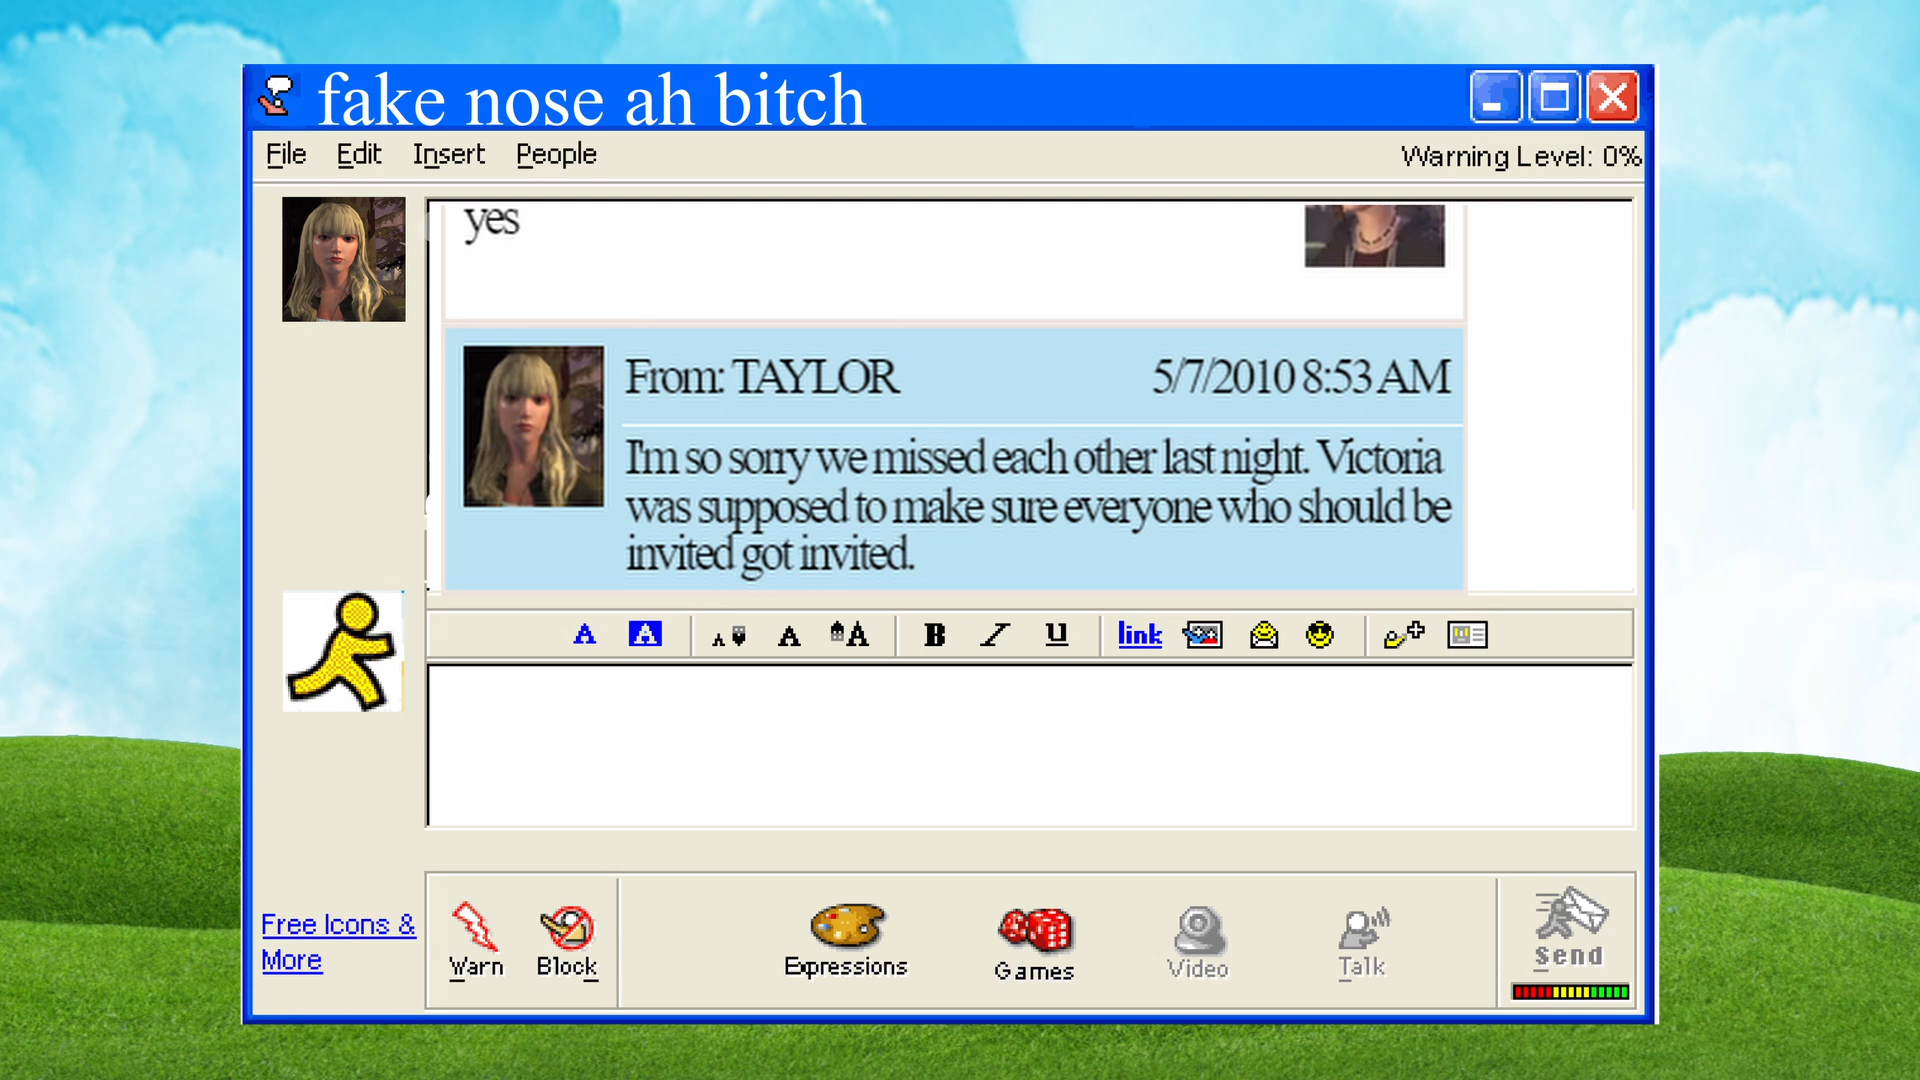 fake nose ah bitch
File Edit Insert People
Warning Level: 0%
yes
From: TAYLOR
5/7/2010 8:53 AM
I'm so sorry we missed each other last night. Victoria
was supposed to make sure everyone who should be
invited got invited.
A A A A A B I U link
Free Icons &
More
Warn
Block
Expressions
Games
Video
Talk
Send